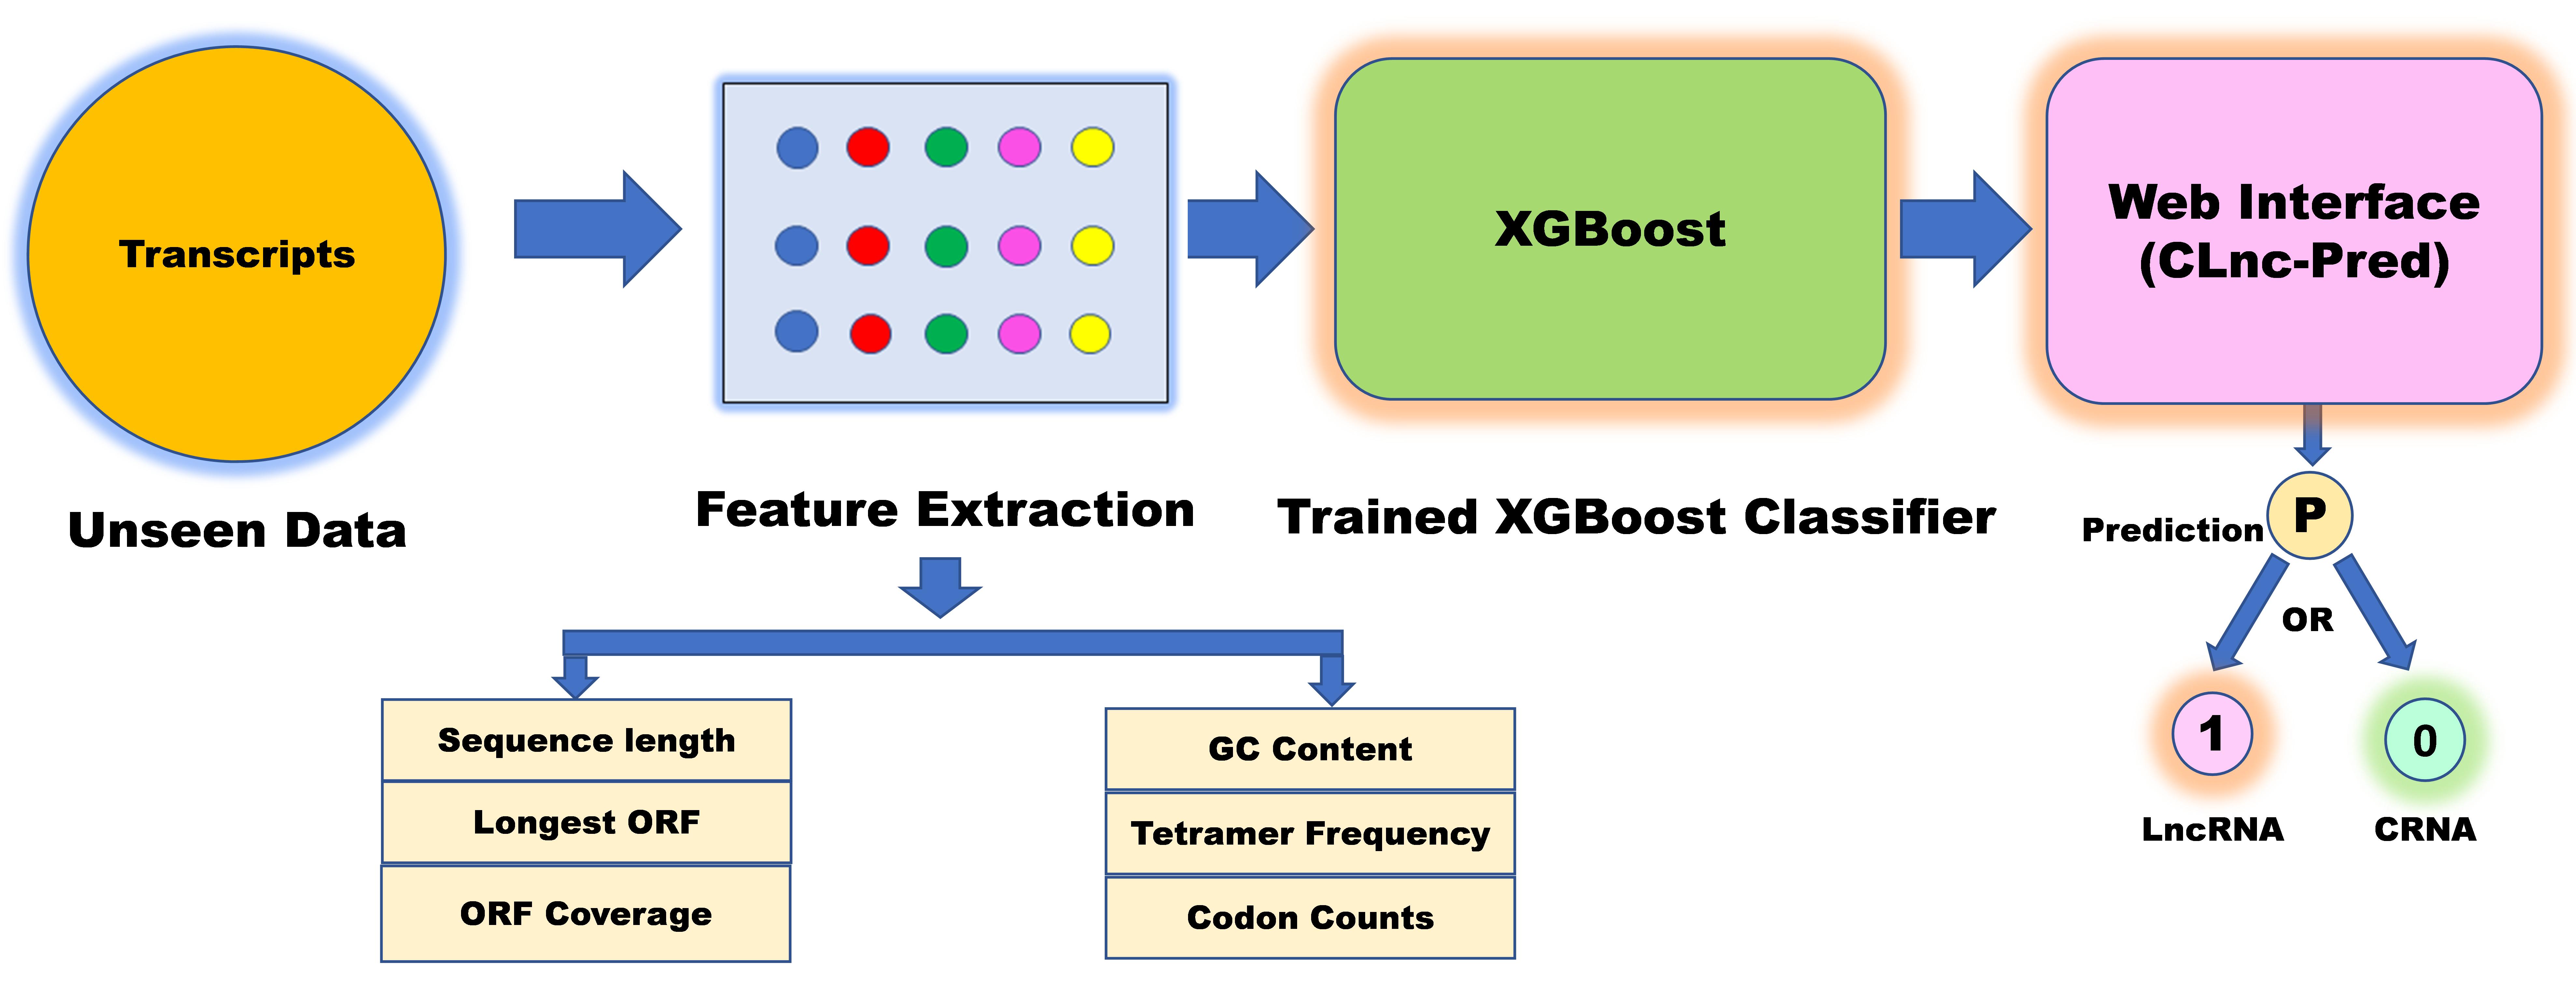 Transcripts
Unseen Data
Feature Extraction
XGBoost
Trained XGBoost Classifier
Web Interface
(CLnc-Pred)
Prediction
P
OR
1
0
LncRNA
CRNA
Sequence length
Longest ORF
ORF Coverage
GC Content
Tetramer Frequency
Codon Counts